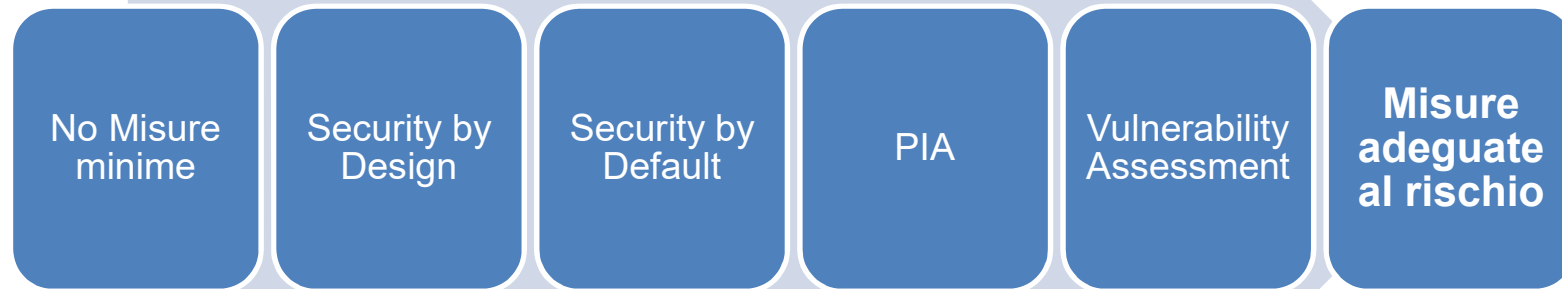 No Misure
minime
Security by
Design
Security by
Default
PIA
Vulnerability
Assessment
Misure
adeguate
al rischio